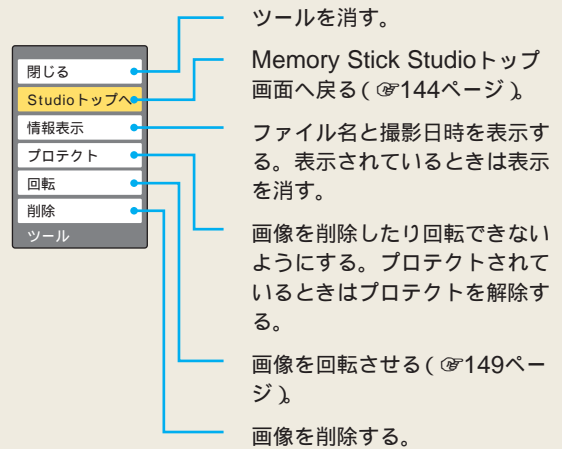 閉じる
Studioトップへ
情報表示
プロテクト
回転
削除
ツール
ツールを消す。
Memory Stick Studioトップ
画面へ戻る(☞144ページ)。
ファイル名と撮影日時を表示す
る。表示されているときは表示
を消す。
画像を削除したり回転できない
ようにする。プロテクトされて
いるときはプロテクトを解除す
る。
画像を回転させる(☞149ペー
ジ)。
画像を削除する。